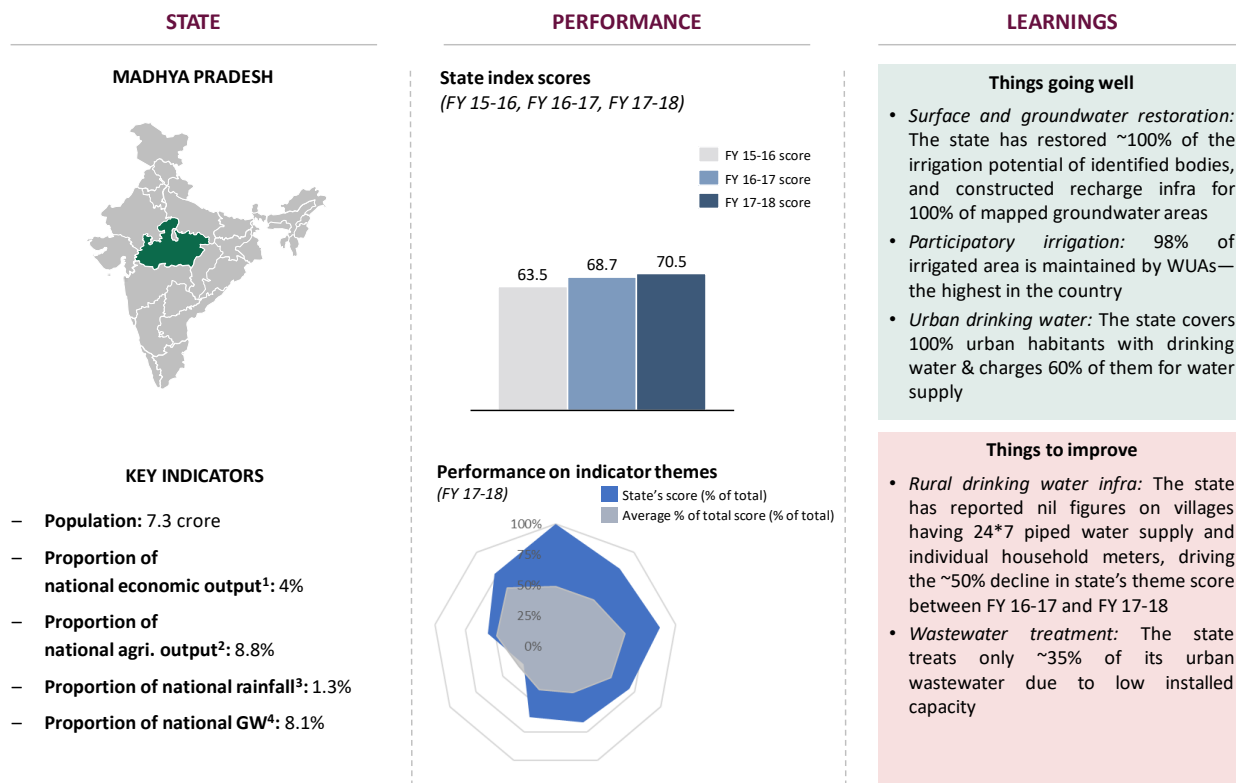 STATE
MADHYA PRADESH
KEY INDICATORS
– Population: 7.3 crore
– Proportion of
national economic output¹: 4%
– Proportion of
national agri. output²: 8.8%
– Proportion of national rainfall³: 1.3%
– Proportion of national GW⁴: 8.1%
PERFORMANCE
State index scores
(FY 15-16, FY 16-17, FY 17-18)
FY 15-16 score
FY 16-17 score
FY 17-18 score
63.5
68.7
70.5
Performance on indicator themes
(FY 17-18)
State's score (% of total)
Average % of total score (% of total)
100%
75%
50%
25%
0%
LEARNINGS
Things going well
• Surface and groundwater restoration:
The state has restored ~100% of the
irrigation potential of identified bodies,
and constructed recharge infra for
100% of mapped groundwater areas
• Participatory irrigation: 98% of
irrigated area is maintained by WUAs—
the highest in the country
• Urban drinking water: The state covers
100% urban habitants with drinking
water & charges 60% of them for water
supply
Things to improve
• Rural drinking water infra: The state
has reported nil figures on villages
having 24*7 piped water supply and
individual household meters, driving
the ~50% decline in state's theme score
between FY 16-17 and FY 17-18
• Wastewater treatment: The state
treats only ~35% of its urban
wastewater due to low installed
capacity